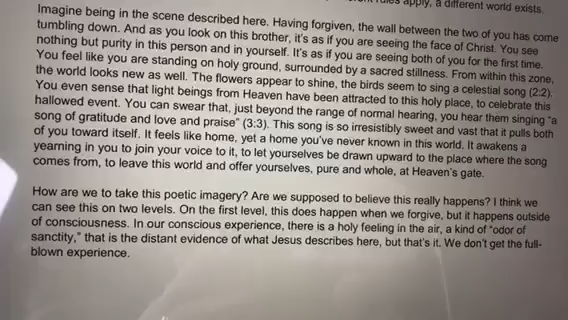 rules apply, a different world exists.
Imagine being in the scene described here. Having forgiven, the wall between the two of you has come
tumbling down. And as you look on this brother, it's as if you are seeing the face of Christ. You see
nothing but purity in this person and in yourself. It's as if you are seeing both of you for the first time.
You feel like you are standing on holy ground, surrounded by a sacred stillness. From within this zone,
the world looks new as well. The flowers appear to shine, the birds seem to sing a celestial song (2:2).
You even sense that light beings from Heaven have been attracted to this holy place, to celebrate this
hallowed event. You can swear that, just beyond the range of normal hearing, you hear them singing "a
song of gratitude and love and praise" (3:3). This song is so irresistibly sweet and vast that it pulls both
of you toward itself. It feels like home, yet a home you've never known in this world. It awakens a
yearning in you to join your voice to it, to let yourselves be drawn upward to the place where the song
comes from, to leave this world and offer yourselves, pure and whole, at Heaven's gate.
How are we to take this poetic imagery? Are we supposed to believe this really happens? I think we
can see this on two levels. On the first level, this does happen when we forgive, but it happens outside
of consciousness. In our conscious experience, there is a holy feeling in the air, a kind of "odor of
sanctity," that is the distant evidence of what Jesus describes here, but that's it. We don't get the full-
blown experience.